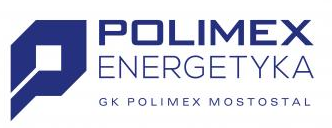 POLIMEX
ENERGETYKA
GK POLIMEX MOSTOSTAL